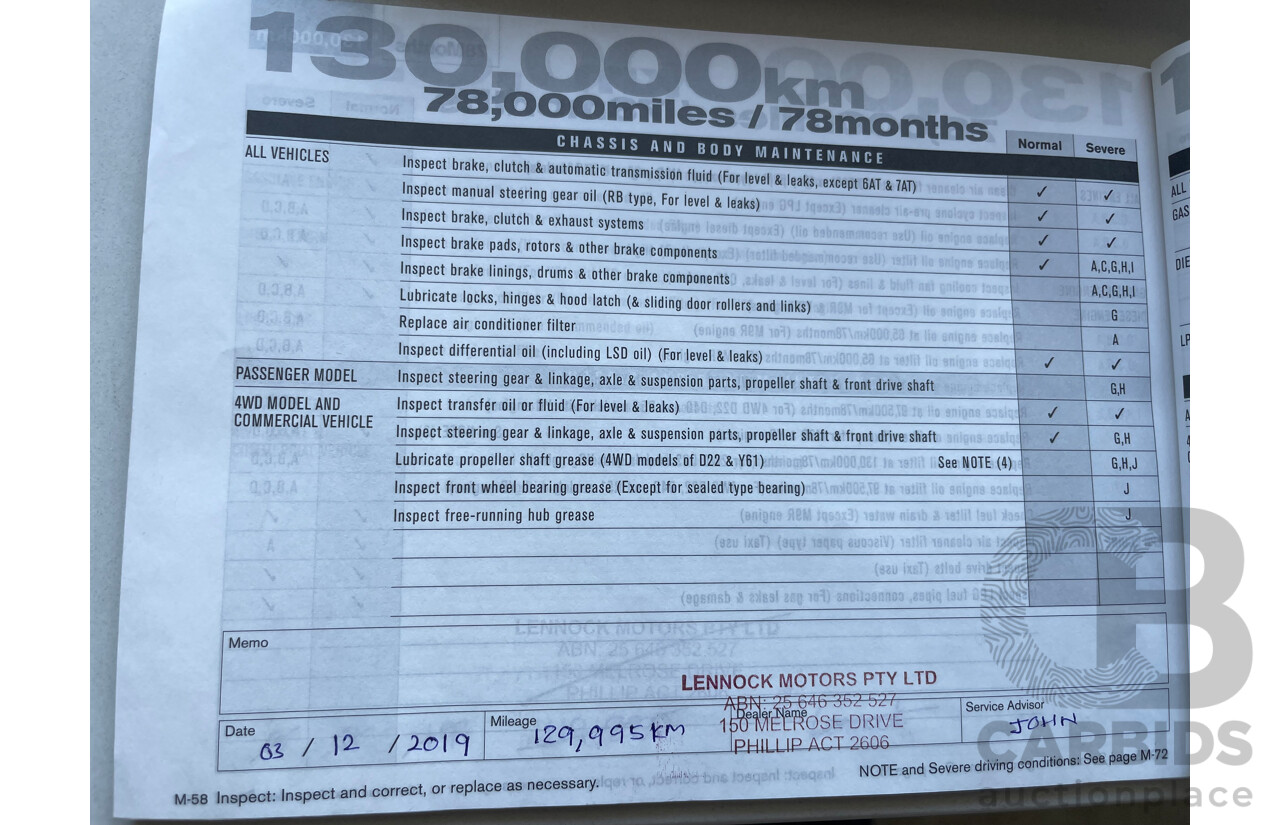 130,000km
78,000miles / 78months
CHASSIS AND BODY MAINTENANCE Normal Severe
ALL VEHICLES Inspect brake, clutch & automatic transmission fluid (For level & leaks, except 6AT & 7AT) ✓ ✓
Inspect manual steering gear oil (RB type, For level & leaks) ✓ ✓
Inspect brake, clutch & exhaust systems ✓ ✓
Inspect brake pads, rotors & other brake components ✓ A,C,G,H,I
Inspect brake linings, drums & other brake components A,C,G,H,I
Lubricate locks, hinges & hood latch (& sliding door rollers and links) G
Replace air conditioner filter A
Inspect differential oil (including LSD oil) (For level & leaks) ✓ ✓
PASSENGER MODEL Inspect steering gear & linkage, axle & suspension parts, propeller shaft & front drive shaft G,H
4WD MODEL AND Inspect transfer oil or fluid (For level & leaks) ✓ ✓
COMMERCIAL VEHICLE Inspect steering gear & linkage, axle & suspension parts, propeller shaft & front drive shaft ✓ G,H
Lubricate propeller shaft grease (4WD models of D22 & Y61) See NOTE (4) G,H,J
Inspect front wheel bearing grease (Except for sealed type bearing) J
Inspect free-running hub grease J
Memo
LENNOCK MOTORS PTY LTD
ABN: 25 646 352 527
150 MELROSE DRIVE
PHILLIP ACT 2606
Date 03 / 12 / 2019
Mileage 129,995KM
Dealer Name
Service Advisor JOHN
NOTE and Severe driving conditions: See page M-72
M-58 Inspect: Inspect and correct, or replace as necessary.
ALL
GAS
DIE
LP
CARBIDS
auctionplace